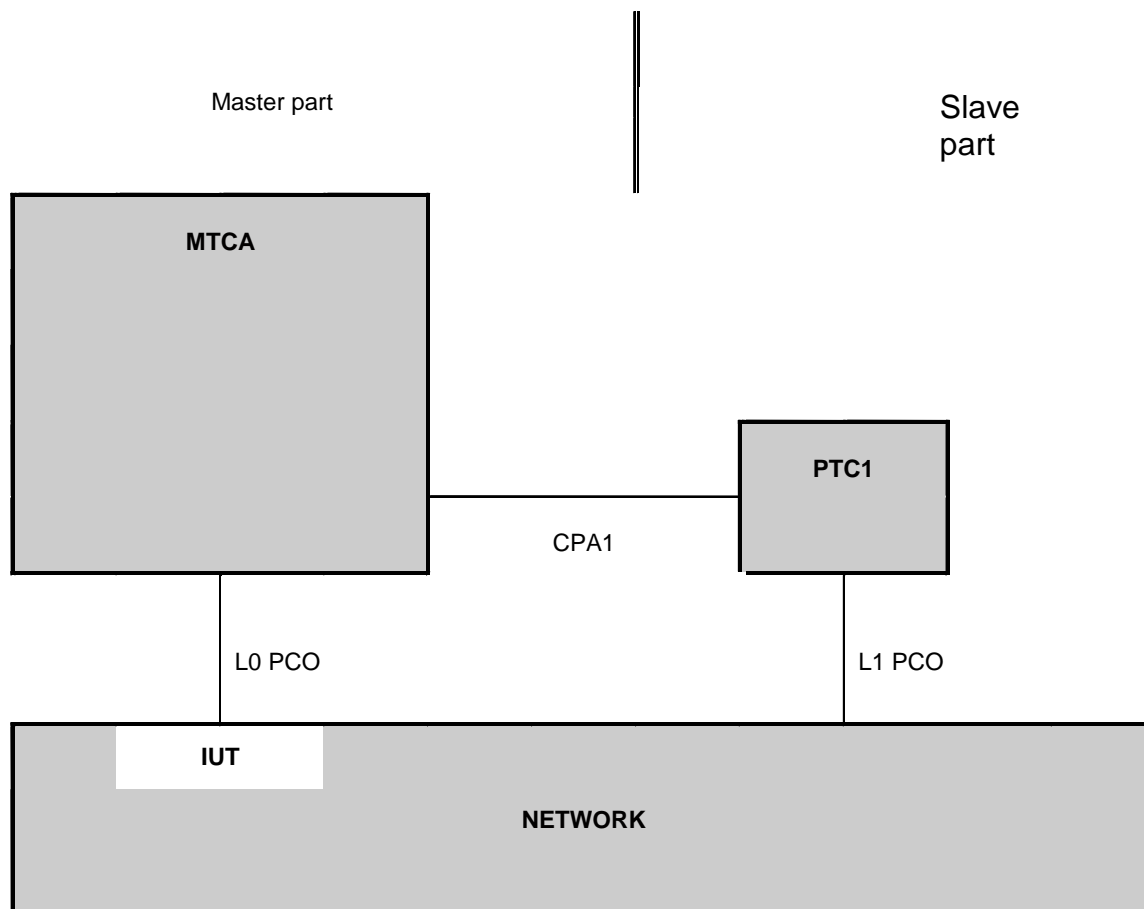 Master part
Slave
part
MTCA
PTC1
CPA1
L0 PCO
L1 PCO
IUT
NETWORK